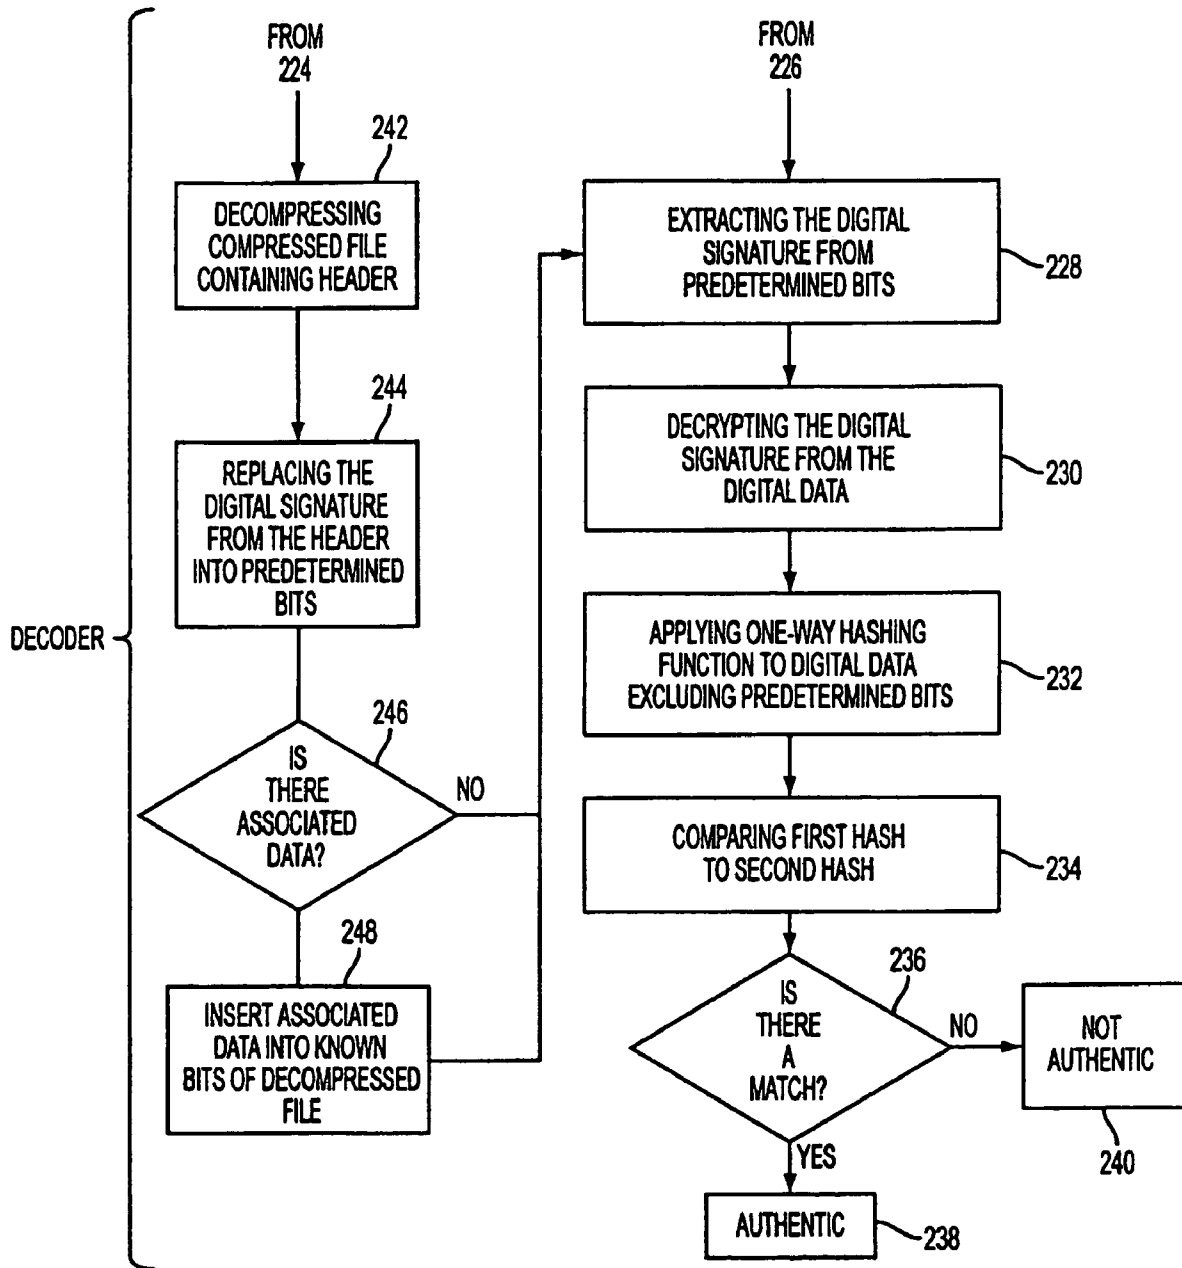 FROM
224
242
DECOMPRESSING
COMPRESSED FILE
CONTAINING HEADER
244
REPLACING THE
DIGITAL SIGNATURE
FROM THE HEADER
INTO PREDETERMINED
BITS
DECODER
246
IS
THERE
ASSOCIATED
DATA?
NO
248
INSERT ASSOCIATED
DATA INTO KNOWN
BITS OF DECOMPRESSED
FILE
FROM
226
EXTRACTING THE DIGITAL
SIGNATURE FROM
PREDETERMINED BITS
228
DECRYPTING THE DIGITAL
SIGNATURE FROM THE
DIGITAL DATA
230
APPLYING ONE-WAY HASHING
FUNCTION TO DIGITAL DATA
EXCLUDING PREDETERMINED BITS
232
COMPARING FIRST HASH
TO SECOND HASH
234
236
IS
THERE
A
MATCH?
NO
NOT
AUTHENTIC
240
YES
AUTHENTIC
238